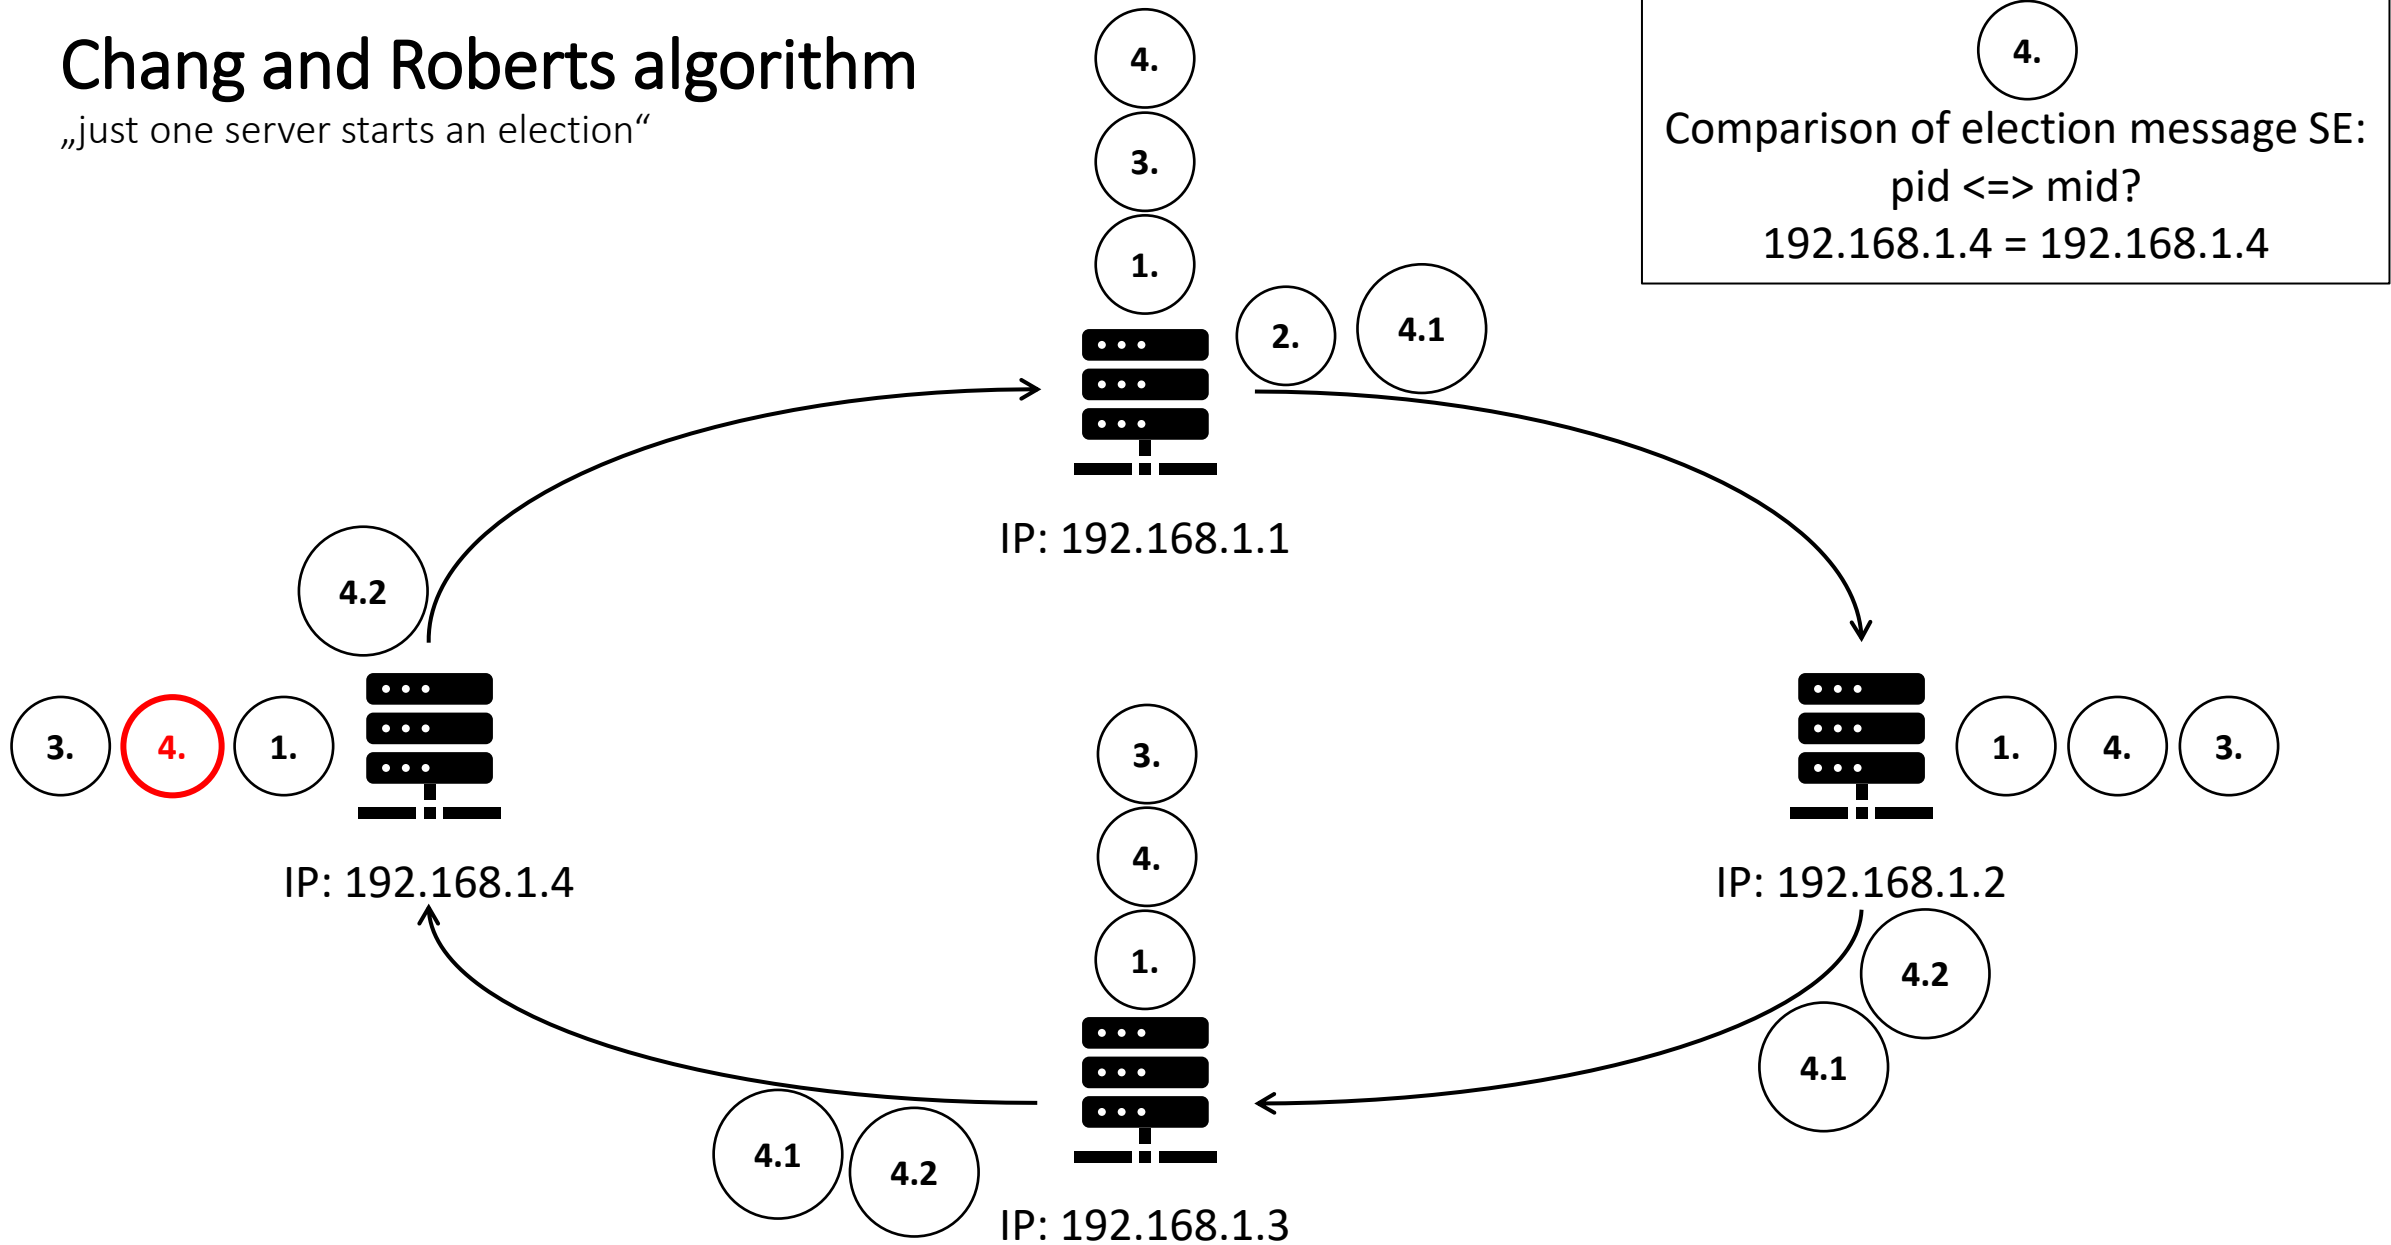 Chang and Roberts algorithm
„just one server starts an election“
4.
3.
1.
2.
4.1
4.
Comparison of election message SE:
pid <=> mid?
192.168.1.4 = 192.168.1.4
IP: 192.168.1.1
4.2
3.
4.
1.
IP: 192.168.1.4
3.
4.
1.
1.
4.
3.
IP: 192.168.1.2
4.2
4.1
4.1
4.2
IP: 192.168.1.3